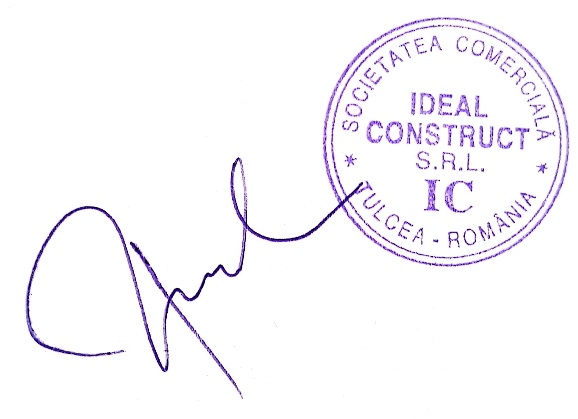 SOCIETATEA COMERCIALĂ
IDEAL
CONSTRUCT
S.R.L.
IC
* TULCEA - ROMÂNIA *